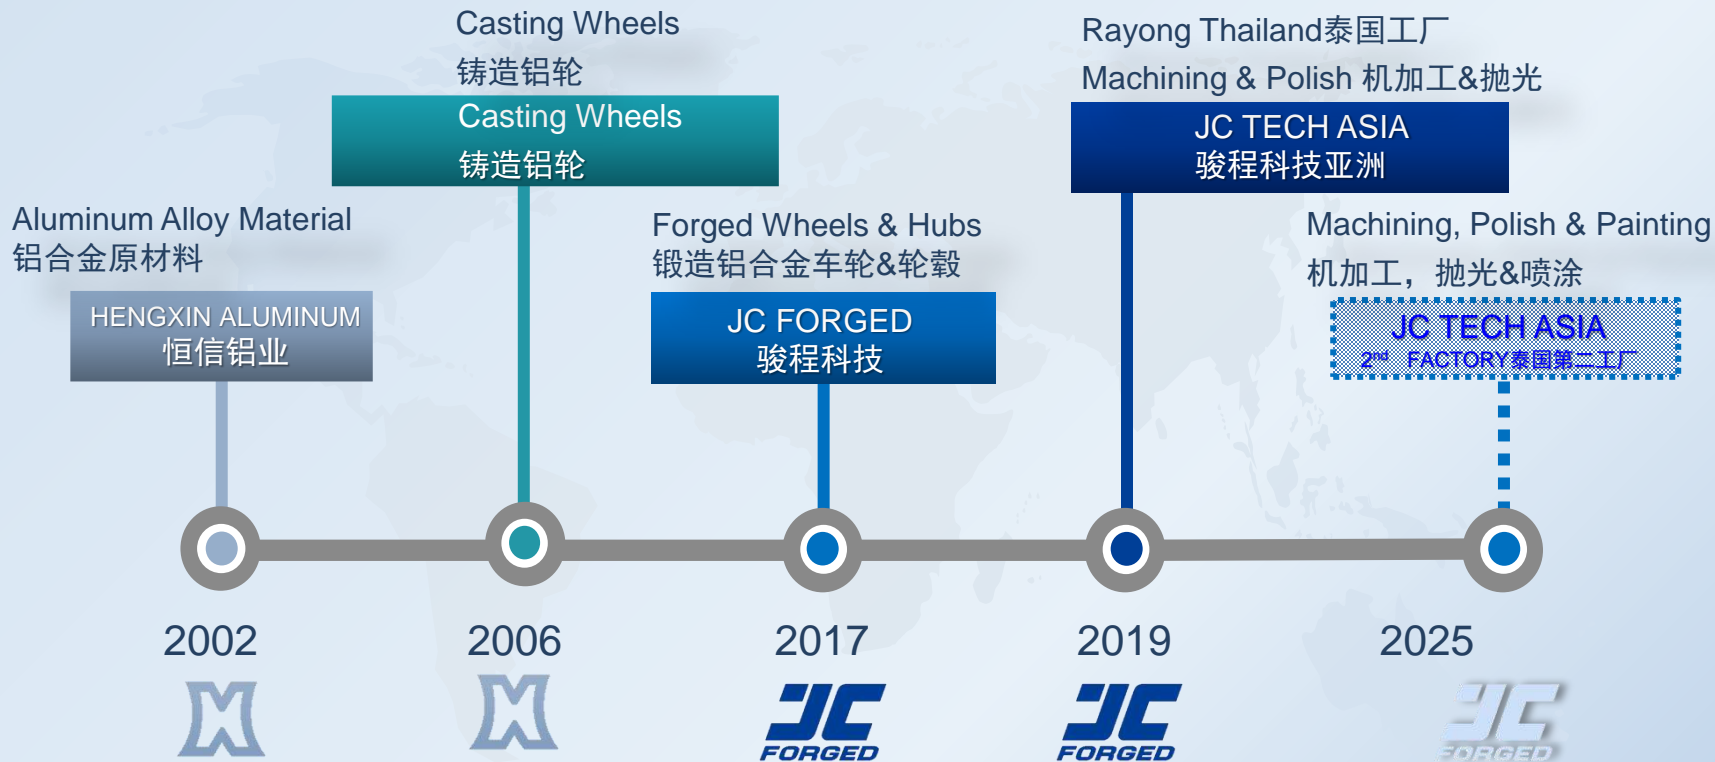 Casting Wheels
铸造铝轮
Casting Wheels
铸造铝轮
Rayong Thailand泰国工厂
Machining & Polish 机加工&抛光
JC TECH ASIA
骏程科技亚洲
Aluminum Alloy Material
铝合金原材料
HENGXIN ALUMINUM
恒信铝业
Forged Wheels & Hubs
锻造铝合金车轮&轮毂
JC FORGED
骏程科技
Machining, Polish & Painting
机加工，抛光&喷涂
JC TECH ASIA
2nd FACTORY泰国第二工厂
2002
2006
2017
2019
2025
JC
FORGED
JC
FORGED
JC
FORGED